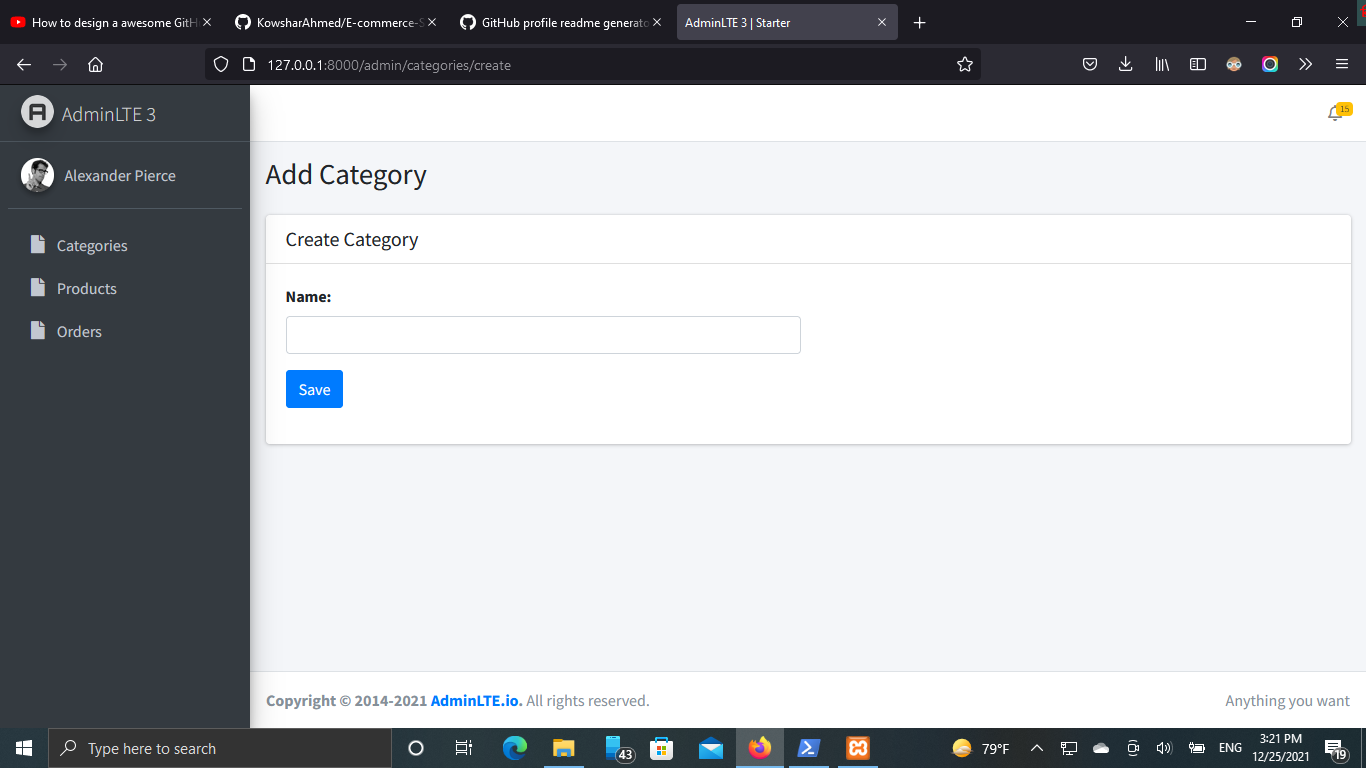 How to design a awesome GitH
KowsharAhmed/E-commerce-S
GitHub profile readme generato
AdminLTE 3 | Starter
127.0.0.1:8000/admin/categories/create
AdminLTE 3
15
Alexander Pierce
Add Category
Categories
Create Category
Products
Name:
Orders
Save
Copyright © 2014-2021 AdminLTE.io. All rights reserved.
Anything you want
Type here to search
43
79°F
ENG
3:21 PM
12/25/2021
19